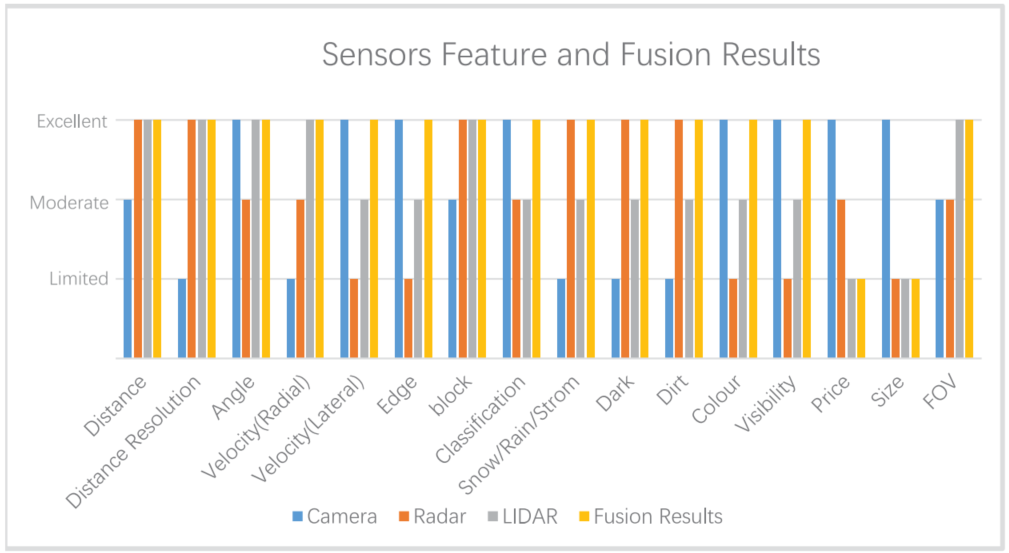 Sensors Feature and Fusion Results
Excellent
Moderate
Limited
Distance
Distance Resolution
Angle
Velocity(Radial)
Velocity(Lateral)
Edge
block
Classification
Snow/Rain/Strom
Dark
Dirt
Colour
Visibility
Price
Size
FOV
Camera Radar LIDAR Fusion Results